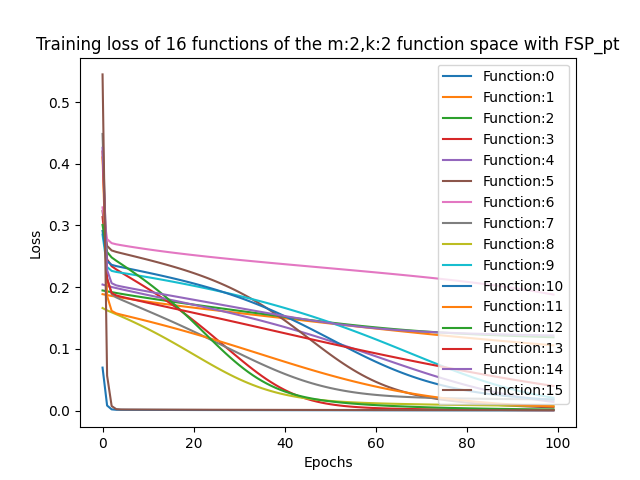 Training loss of 16 functions of the m:2,k:2 function space with FSP_pt
Loss
0.5
0.4
0.3
0.2
0.1
0.0
Function:0
Function:1
Function:2
Function:3
Function:4
Function:5
Function:6
Function:7
Function:8
Function:9
Function:10
Function:11
Function:12
Function:13
Function:14
Function:15
0 20 40 60 80 100
Epochs